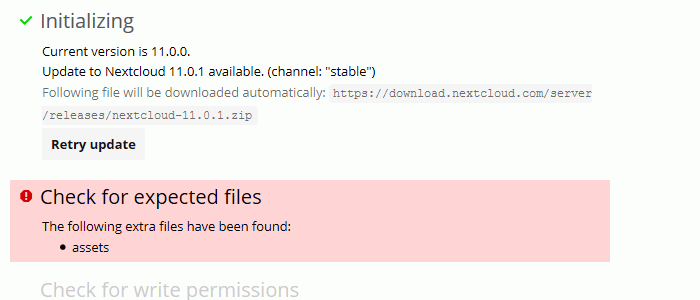 Initializing
Current version is 11.0.0.
Update to Nextcloud 11.0.1 available. (channel: "stable")
Following file will be downloaded automatically: https://download.nextcloud.com/server
/releases/nextcloud-11.0.1.zip
Retry update
Check for expected files
The following extra files have been found:
assets
Check for write permissions